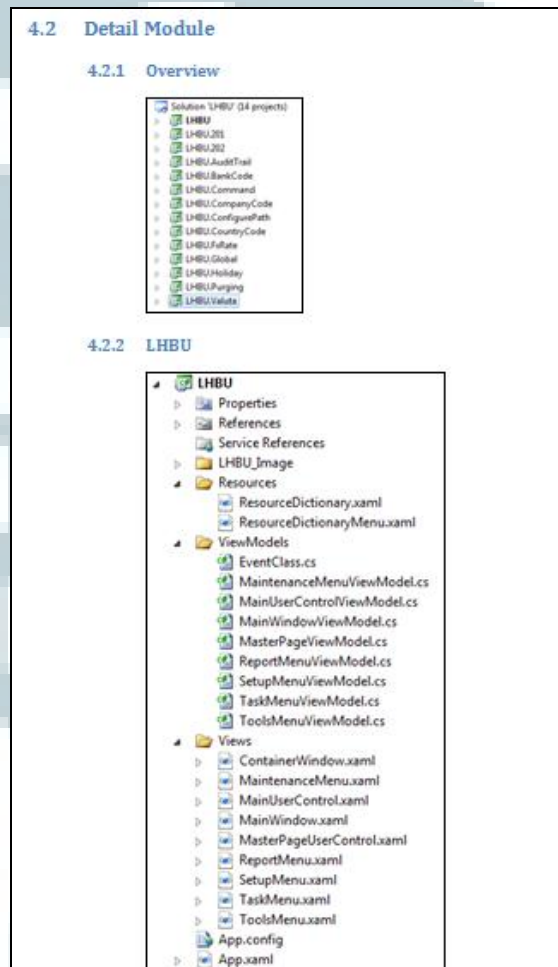 4.2 Detail Module
4.2.1 Overview
Solution 'LHBU' (14 projects)
LHBU
LHBU.201
LHBU.202
LHBU.AuditTrail
LHBU.BankCode
LHBU.Command
LHBU.CompanyCode
LHBU.ConfigurePath
LHBU.CountryCode
LHBU.FxRate
LHBU.Global
LHBU.Holiday
LHBU.Purging
LHBU.Valuta
4.2.2 LHBU
LHBU
Properties
References
Service References
LHBU_Image
Resources
ResourceDictionary.xaml
ResourceDictionaryMenu.xaml
ViewModels
EventClass.cs
MaintenanceMenuViewModel.cs
MainUserControlViewModel.cs
MainWindowViewModel.cs
MasterPageViewModel.cs
ReportMenuViewModel.cs
SetupMenuViewModel.cs
TaskMenuViewModel.cs
ToolsMenuViewModel.cs
Views
ContainerWindow.xaml
MaintenanceMenu.xaml
MainUserControl.xaml
MainWindow.xaml
MasterPageUserControl.xaml
ReportMenu.xaml
SetupMenu.xaml
TaskMenu.xaml
ToolsMenu.xaml
App.config
App.xaml